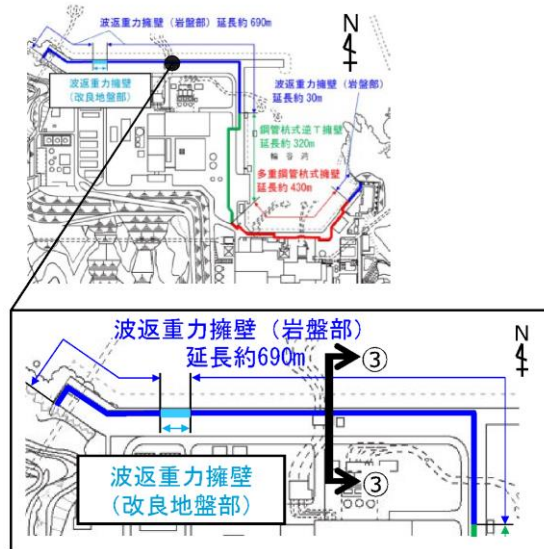 波返重力擁壁（岩盤部）延長約690m
N
波返重力擁壁
（改良地盤部）
波返重力擁壁（岩盤部）
延長約30m
鋼管杭式逆T擁壁
延長約320m
輪谷湾
多重鋼管杭式擁壁
延長約430m
波返重力擁壁（岩盤部）
延長約690m
N
③
波返重力擁壁
（改良地盤部）
③